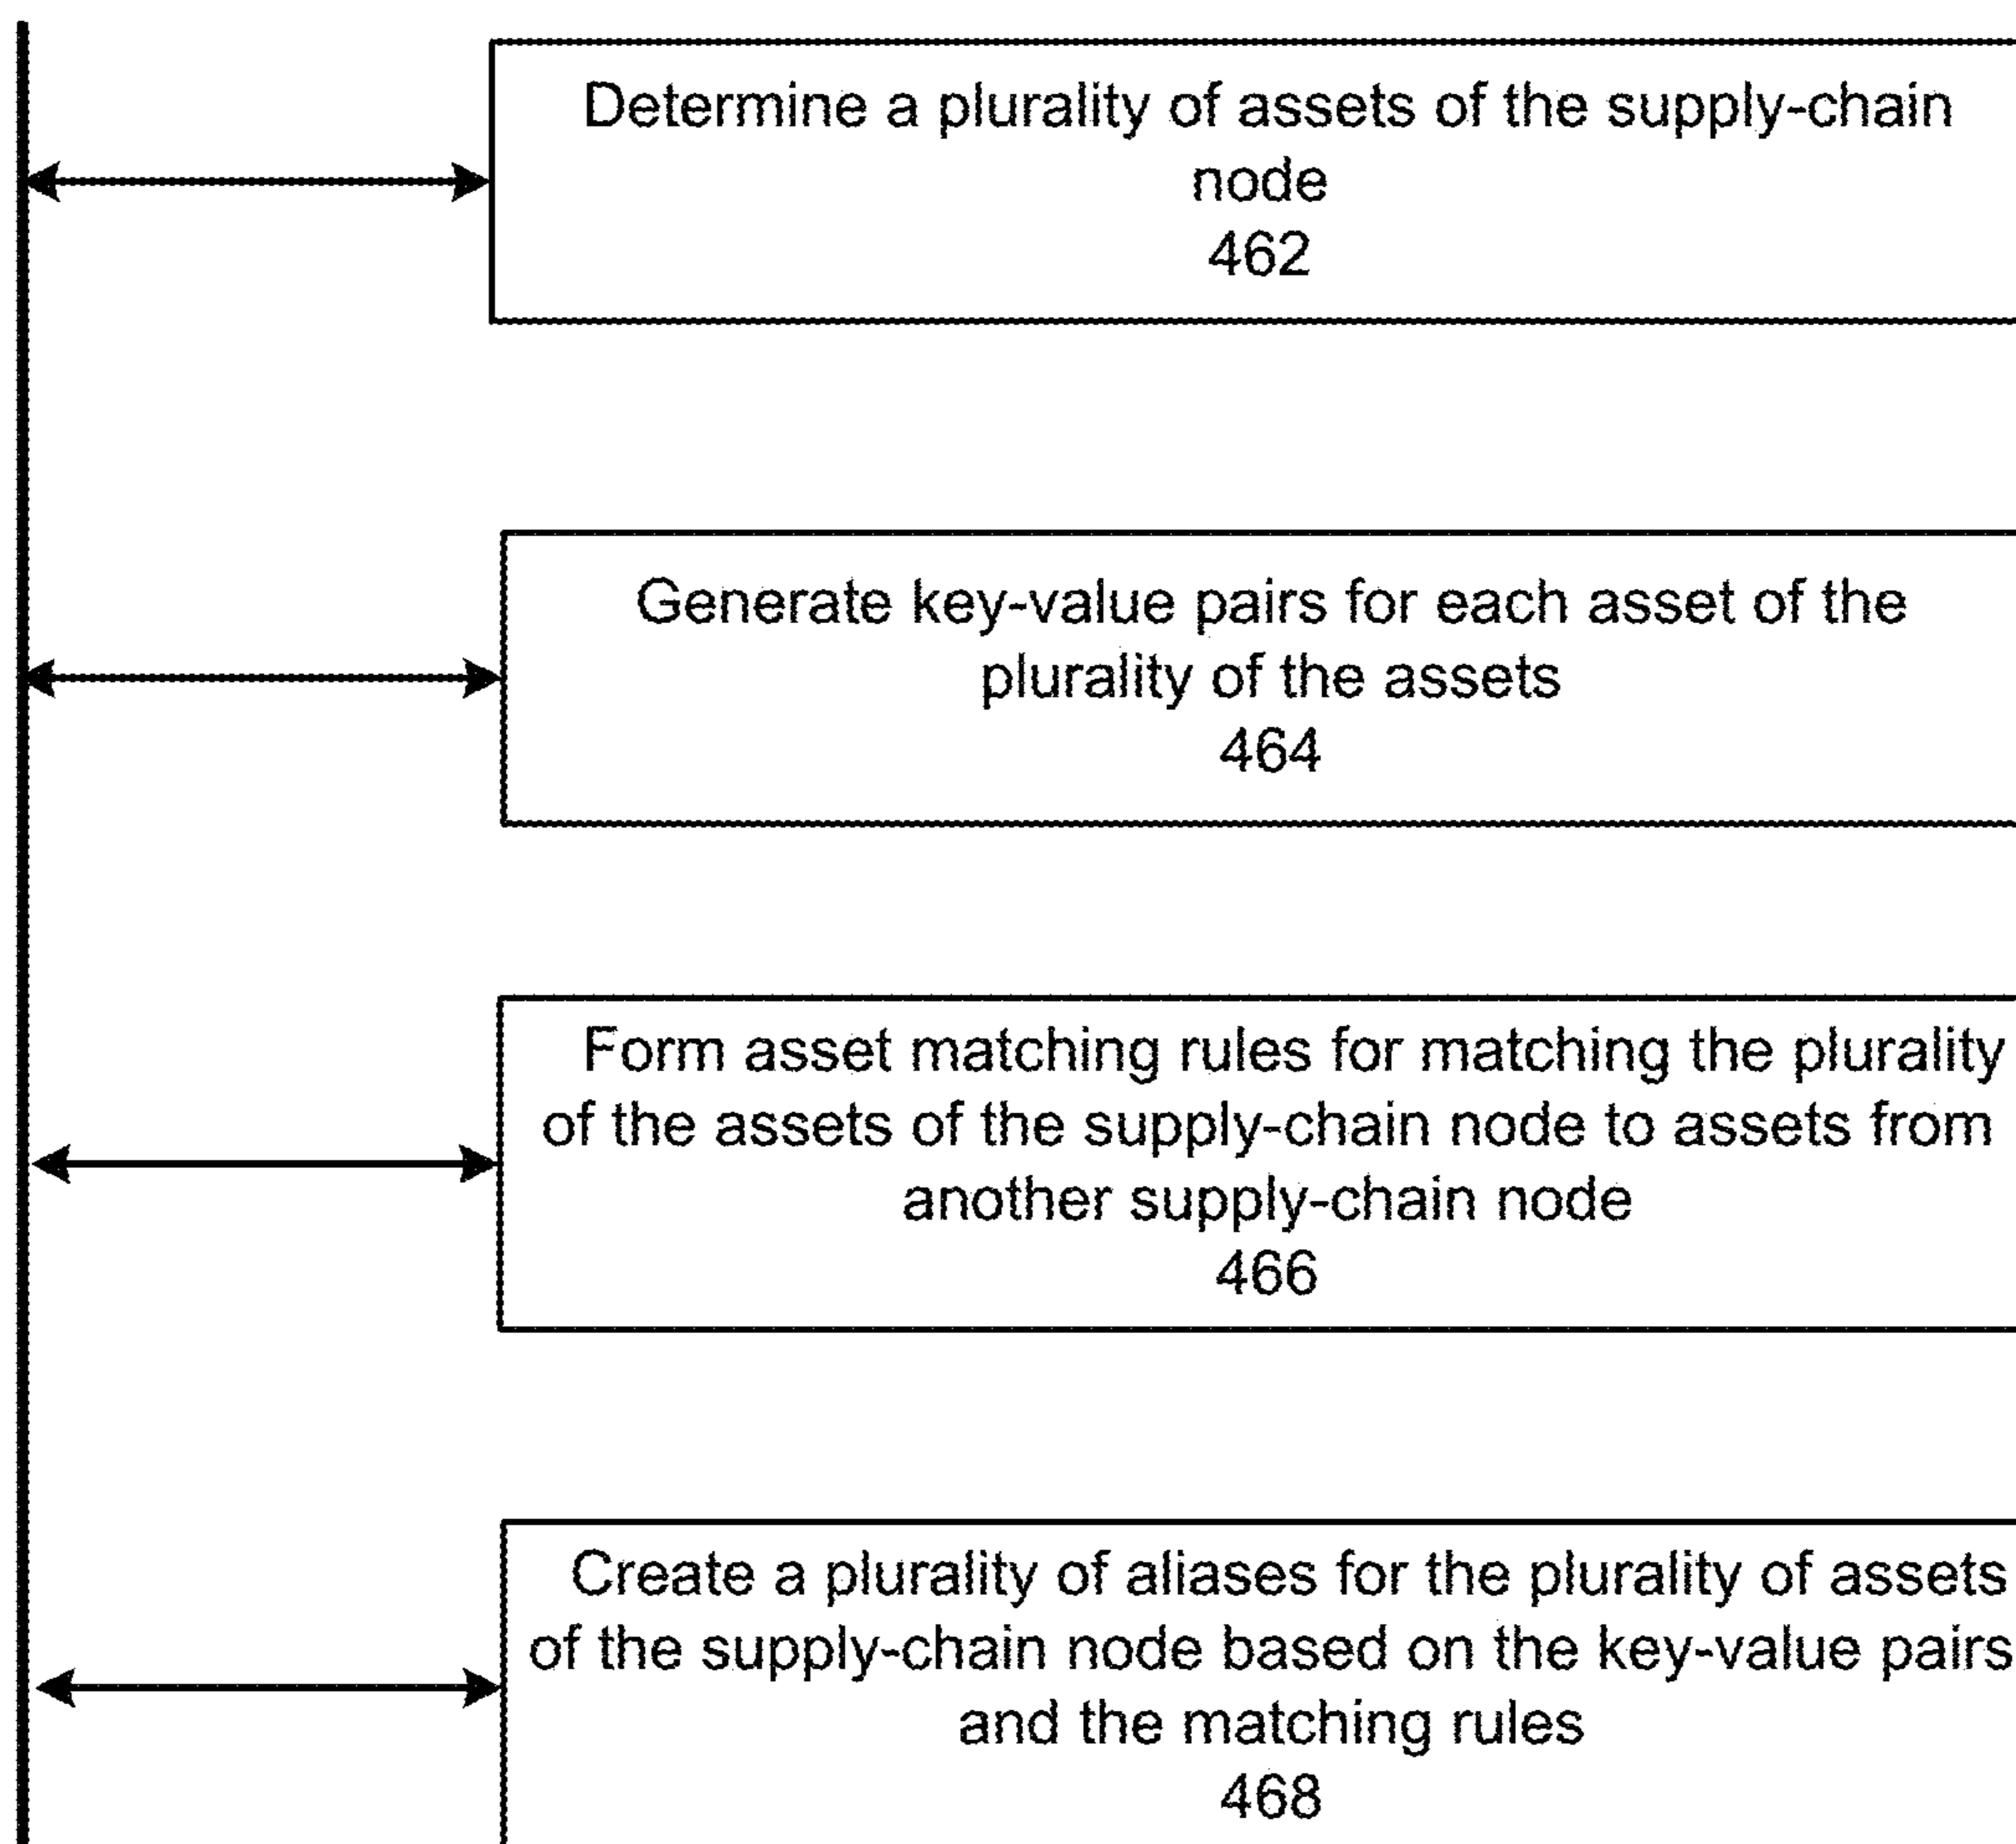 Determine a plurality of assets of the supply-chain
node
462
Generate key-value pairs for each asset of the
plurality of the assets
464
Form asset matching rules for matching the plurality
of the assets of the supply-chain node to assets from
another supply-chain node
466
Create a plurality of aliases for the plurality of assets
of the supply-chain node based on the key-value pairs
and the matching rules
468